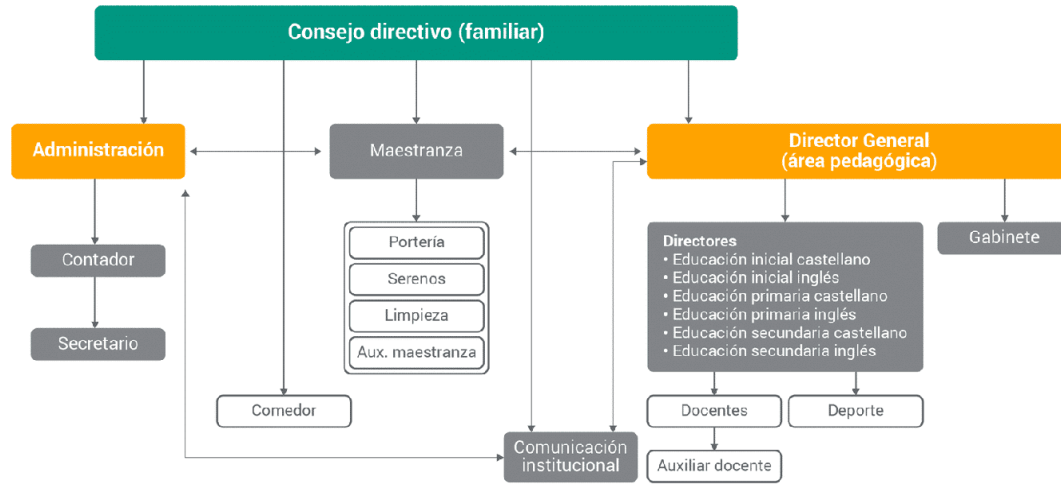 Consejo directivo (familiar)
Administración
Maestranza
Director General
(área pedagógica)
Contador
Secretario
Portería
Serenos
Limpieza
Aux. maestranza
Directores
• Educación inicial castellano
• Educación inicial inglés
• Educación primaria castellano
• Educación primaria inglés
• Educación secundaria castellano
• Educación secundaria inglés
Gabinete
Comedor
Docentes
Deporte
Comunicación
institucional
Auxiliar docente